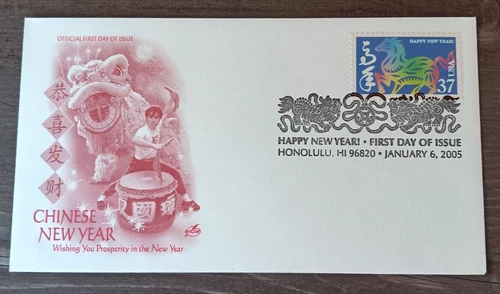 OFFICIAL FIRST DAY OF ISSUE
恭
喜
发
财
CHINESE
NEW YEAR
Wishing You Prosperity in the New Year
HAPPY NEW YEAR!
37
USA
HAPPY NEW YEAR! • FIRST DAY OF ISSUE
HONOLULU, HI 96820 • JANUARY 6, 2005